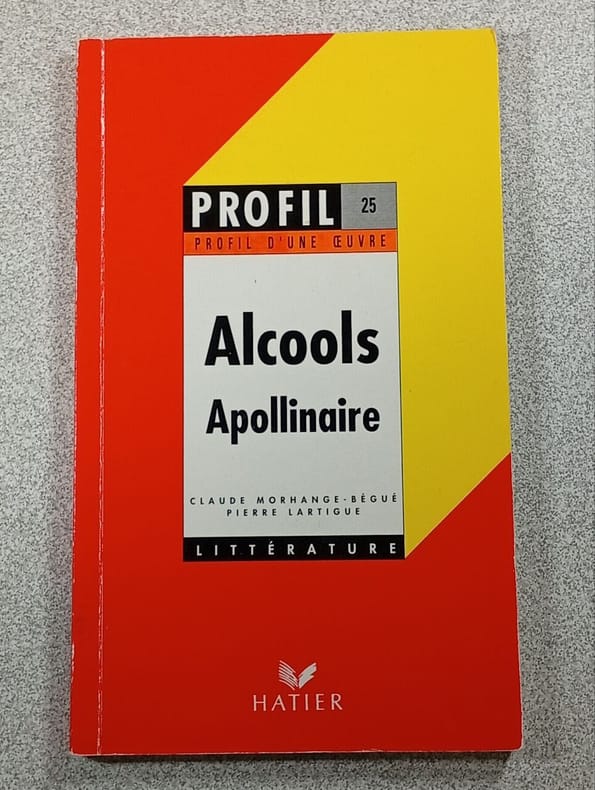 PROFIL 25
PROFIL D'UNE ŒUVRE
Alcools
Apollinaire
CLAUDE MORHANGE-BÉGUÉ
PIERRE LARTIGUE
LITTÉRATURE
HATIER